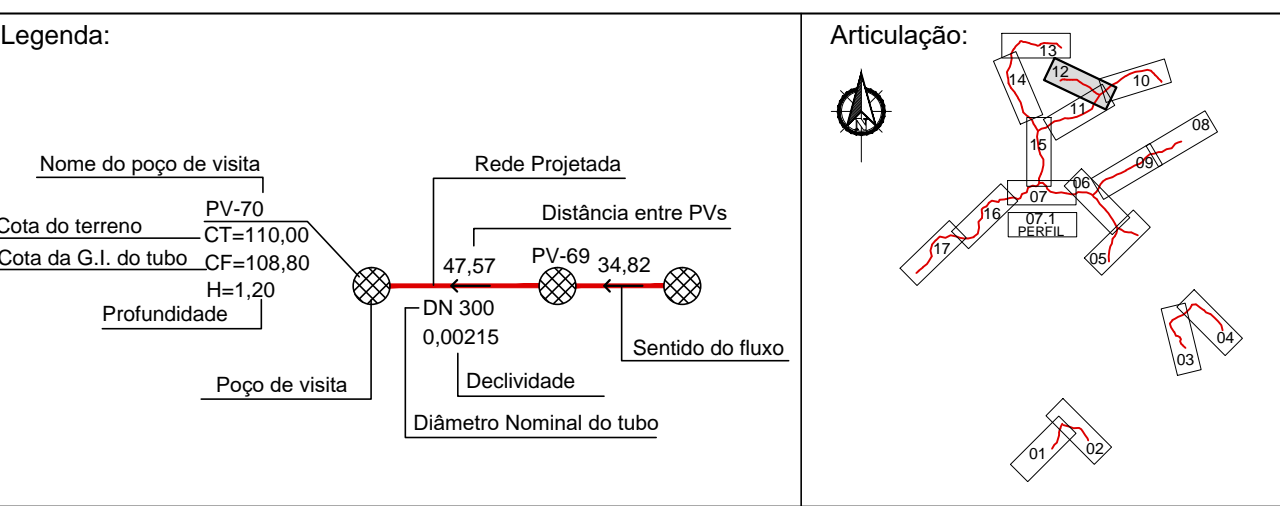 Legenda:
Nome do poço de visita
Rede Projetada
PV-70
Distância entre PVs
Cota do terreno
CT=110,00
Cota da G.I. do tubo
CF=108,80
47,57
PV-69
34,82
H=1,20
Profundidade
DN 300
0,00215
Sentido do fluxo
Poço de visita
Declividade
Diâmetro Nominal do tubo
Articulação:
N
13
12
14
10
11
08
15
09
06
07
16
07.1
PERFIL
17
05
04
03
01
02